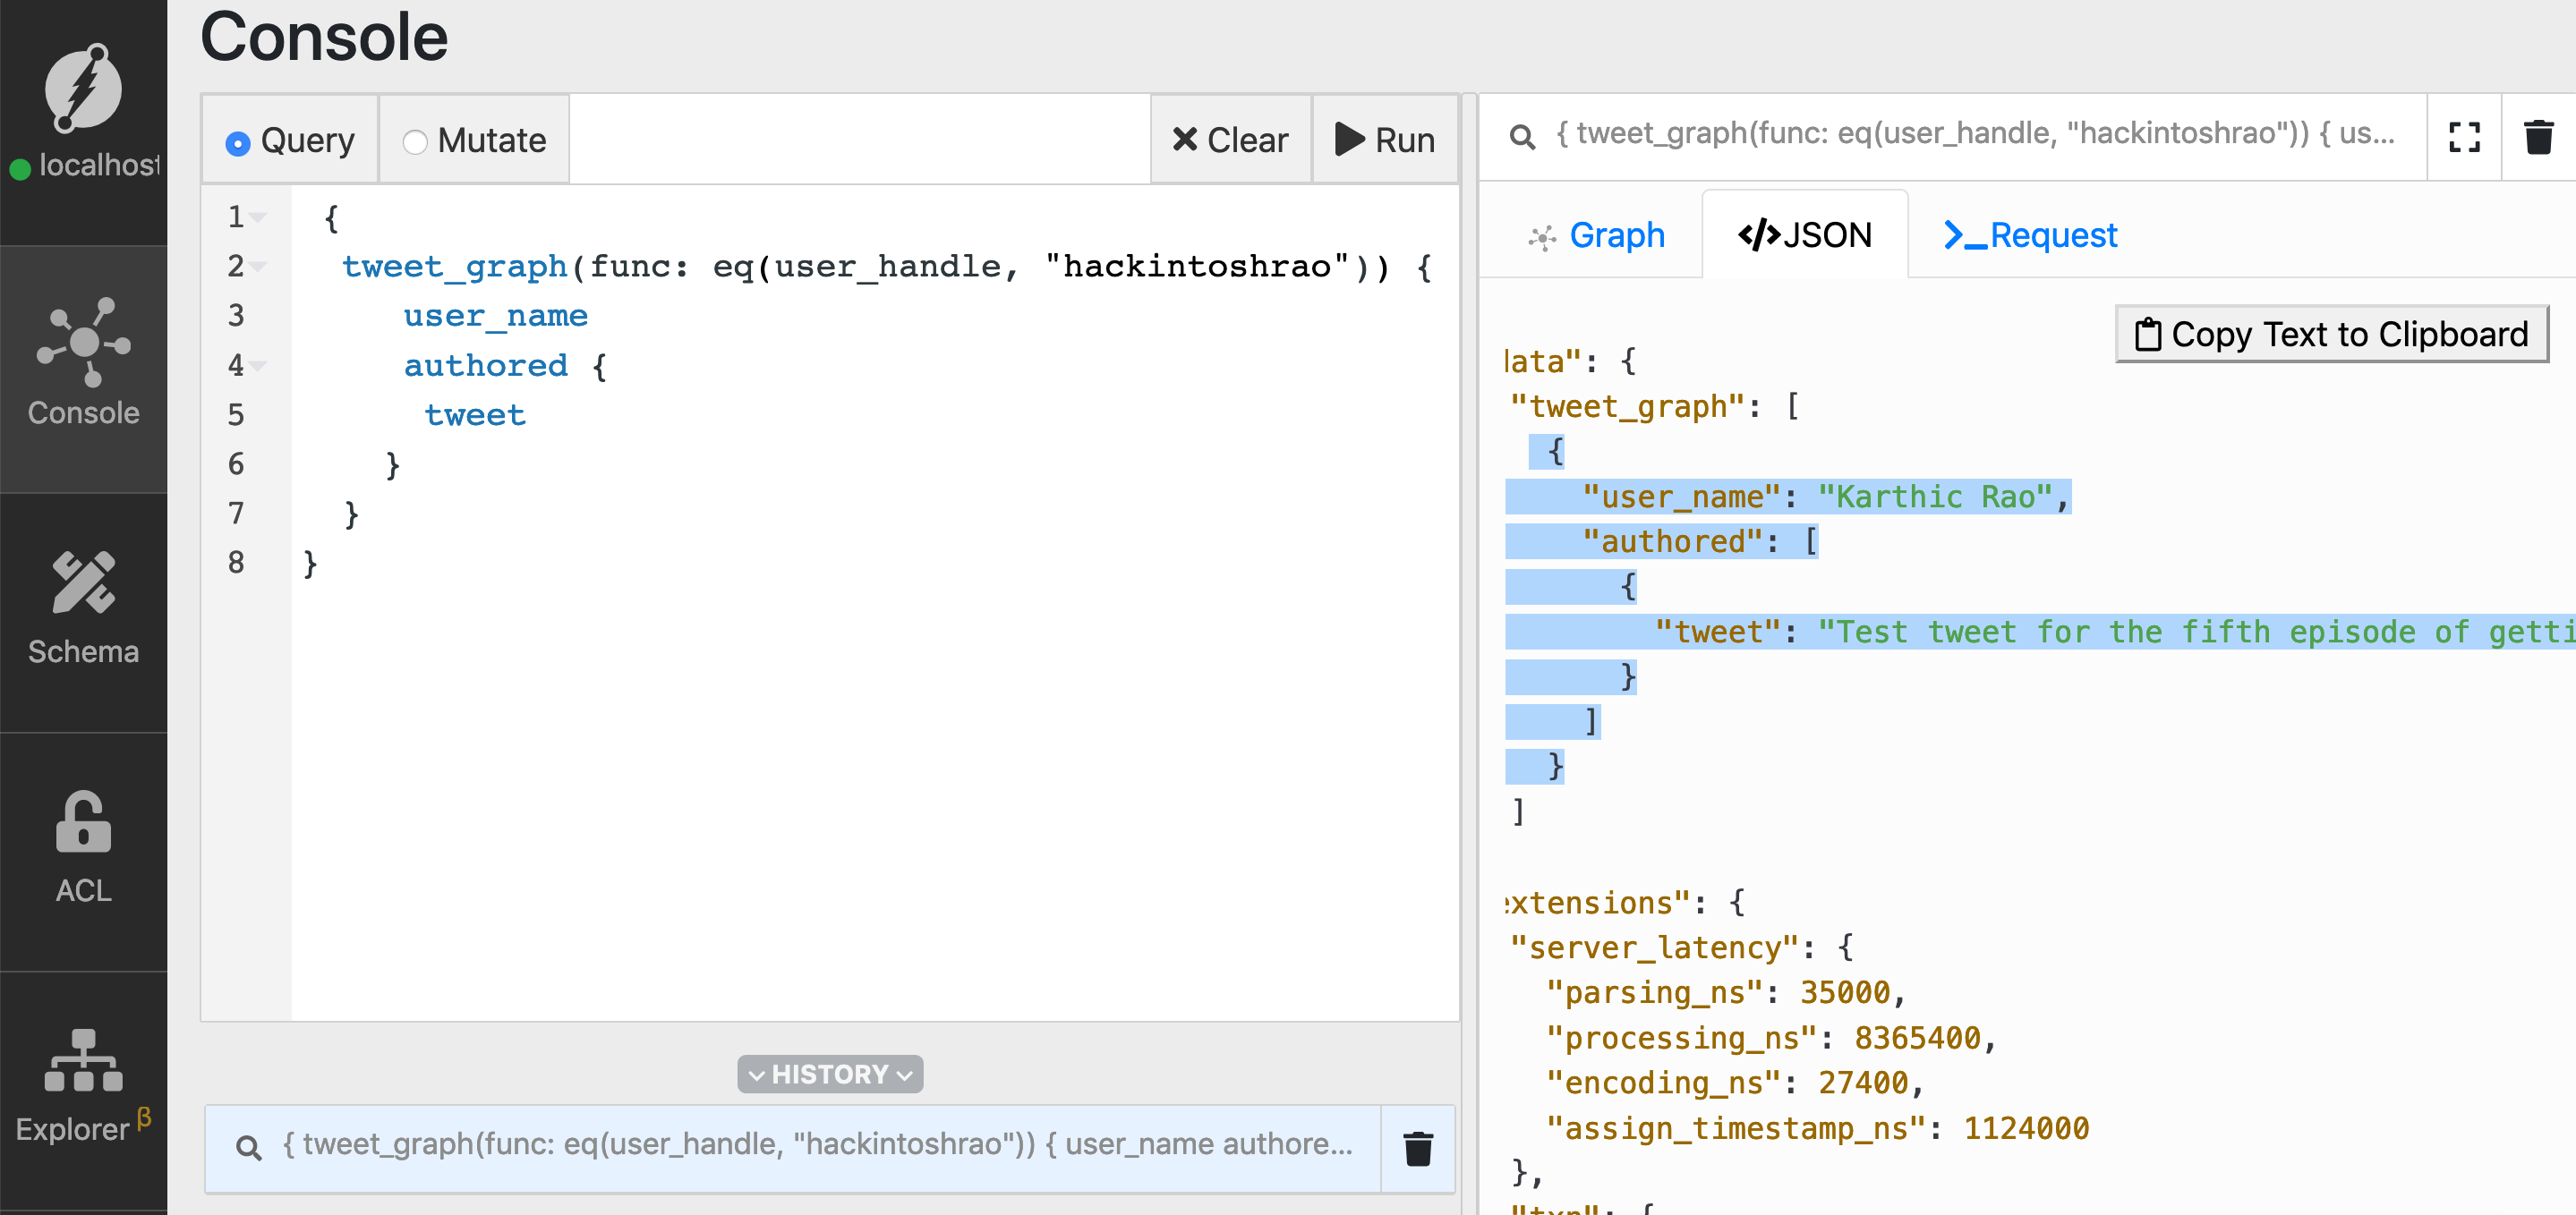 Console
localhost
Console
Schema
ACL
Explorer β
Query
Mutate
Clear
Run
1 {
2 tweet_graph(func: eq(user_handle, "hackintoshrao")) {
3 user_name
4 authored {
5 tweet
6 }
7 }
8 }
HISTORY
{ tweet_graph(func: eq(user_handle, "hackintoshrao")) { user_name authore...
{ tweet_graph(func: eq(user_handle, "hackintoshrao")) { us...
Graph
</>JSON
>_Request
Copy Text to Clipboard
data": {
"tweet_graph": [
{
"user_name": "Karthic Rao",
"authored": [
{
"tweet": "Test tweet for the fifth episode of getti
}
]
}
]
extensions": {
"server_latency": {
"parsing_ns": 35000,
"processing_ns": 8365400,
"encoding_ns": 27400,
"assign_timestamp_ns": 1124000
},
"txn": {